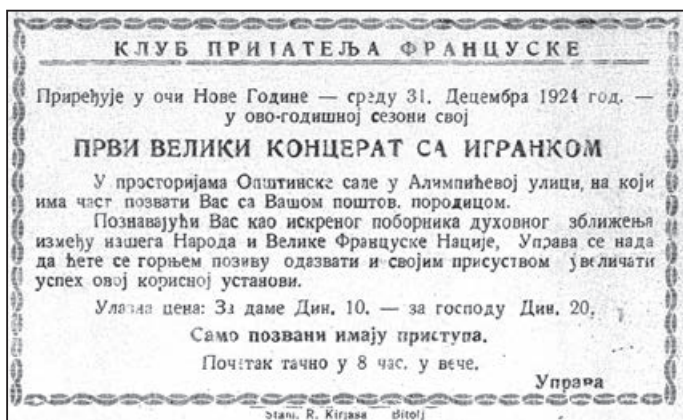 КЛУБ ПРИЈАТЕЉА ФРАНЦУСКЕ
Приређује у очи Нове Године — среду 31. Децембра 1924 год. —
у ово-годишној сезони свој
ПРВИ ВЕЛИКИ КОНЦЕРАТ СА ИГРАНКОМ
У просторијама Општинске сале у Алимпићевој улици, на који
има част позвати Вас са Вашом поштов. породицом.
Познавајући Вас као искреног поборника духовног зближења
између нашега Народа и Велике Француске Нације, Управа се нада
да ћете се горњем позиву одазвати и својим присуством увеличати
успех овој корисној установи.
Улазна цена: За даме Дин. 10. — за господу Дин. 20.
Само позвани имају приступа.
Почетак тачно у 8 час. у вече.
Управа
Štam. R. Kirjasa Bitolj